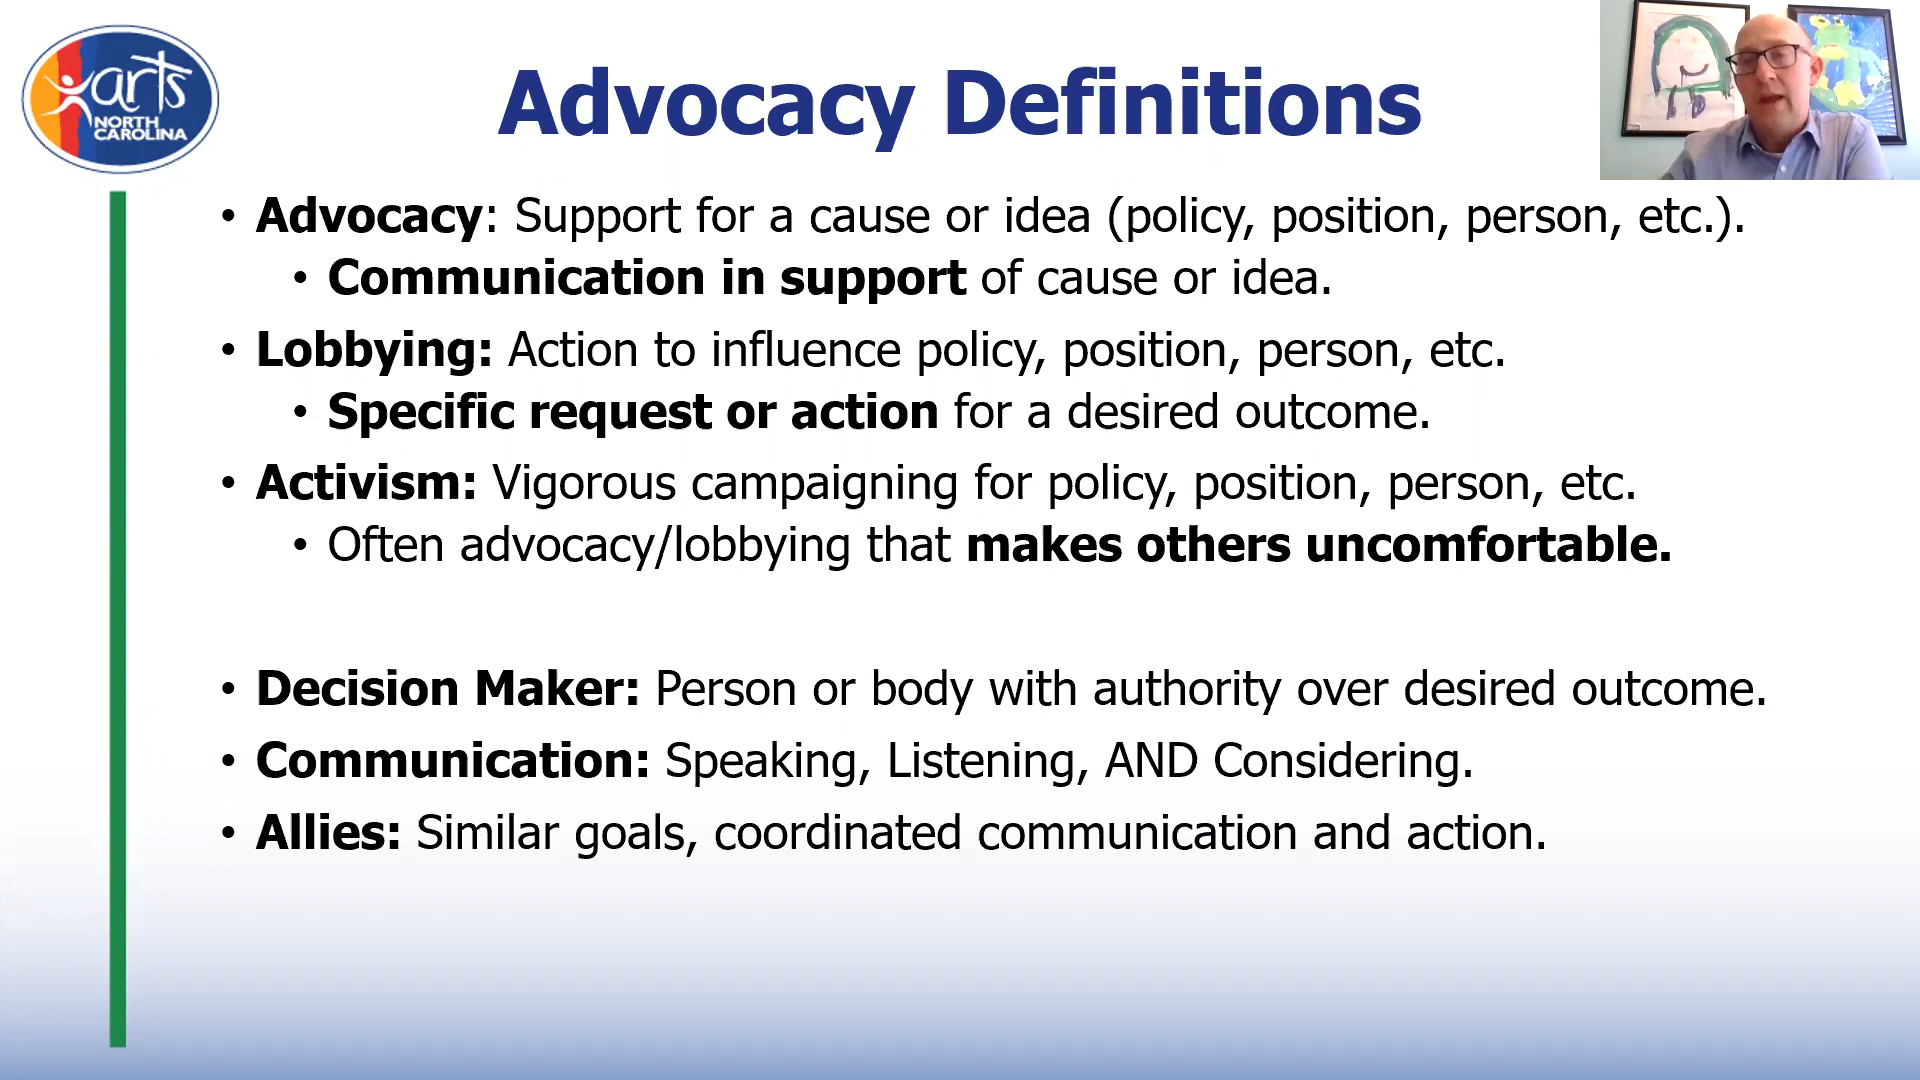 arts
NORTH
CAROLINA
Advocacy Definitions
• Advocacy: Support for a cause or idea (policy, position, person, etc.).
• Communication in support of cause or idea.
• Lobbying: Action to influence policy, position, person, etc.
• Specific request or action for a desired outcome.
• Activism: Vigorous campaigning for policy, position, person, etc.
• Often advocacy/lobbying that makes others uncomfortable.
• Decision Maker: Person or body with authority over desired outcome.
• Communication: Speaking, Listening, AND Considering.
• Allies: Similar goals, coordinated communication and action.